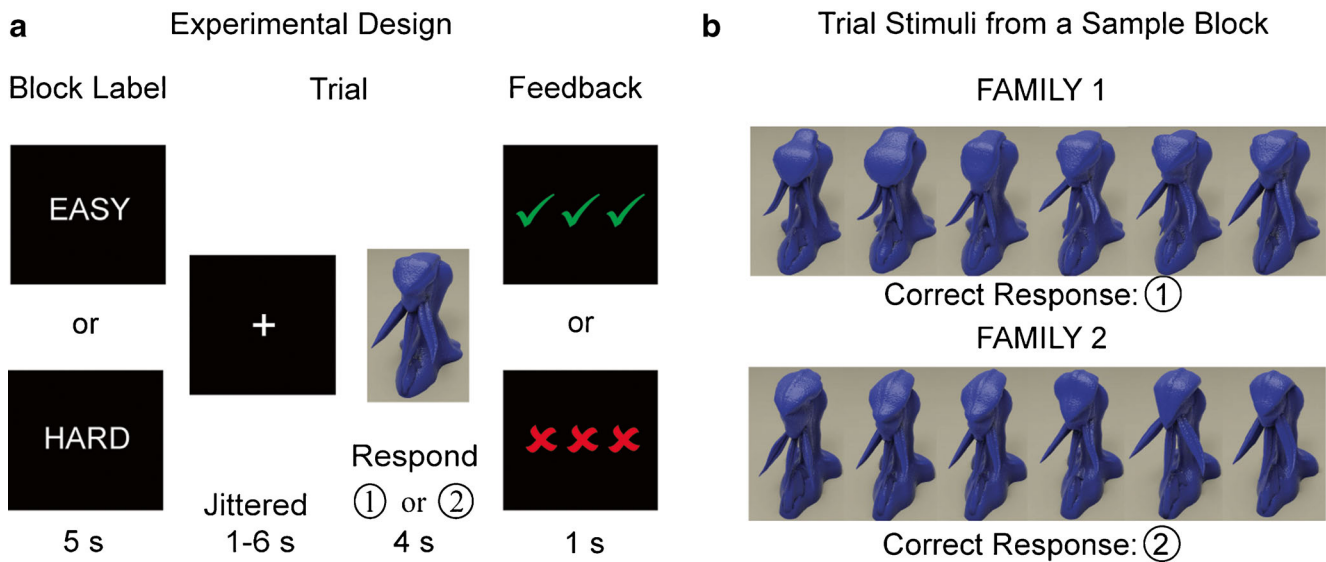 a
Experimental Design
Block Label
Trial
Feedback
EASY
or
HARD
5 s
+
Jittered
1-6 s
Respond
① or ②
4 s
or
1 s
b
Trial Stimuli from a Sample Block
FAMILY 1
Correct Response: ①
FAMILY 2
Correct Response: ②